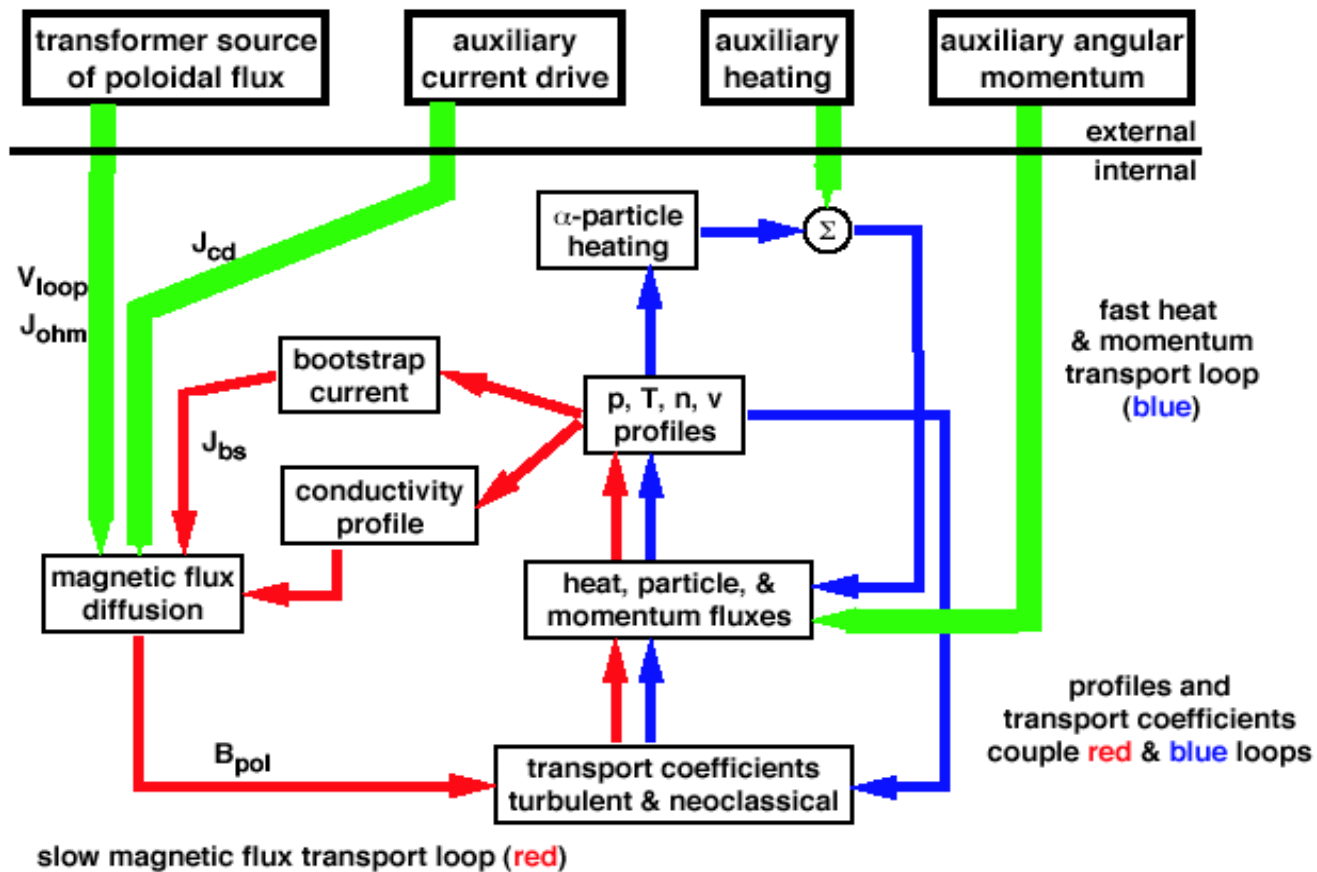 transformer source
of poloidal flux
auxiliary
current drive
auxiliary
heating
auxiliary angular
momentum
external
internal
α-particle
heating
Σ
J_cd
V_loop
J_ohm
fast heat
& momentum
transport loop
(blue)
bootstrap
current
p, T, n, v
profiles
J_bs
conductivity
profile
magnetic flux
diffusion
heat, particle, &
momentum fluxes
profiles and
transport coefficients
couple red & blue loops
B_pol
transport coefficients
turbulent & neoclassical
slow magnetic flux transport loop (red)